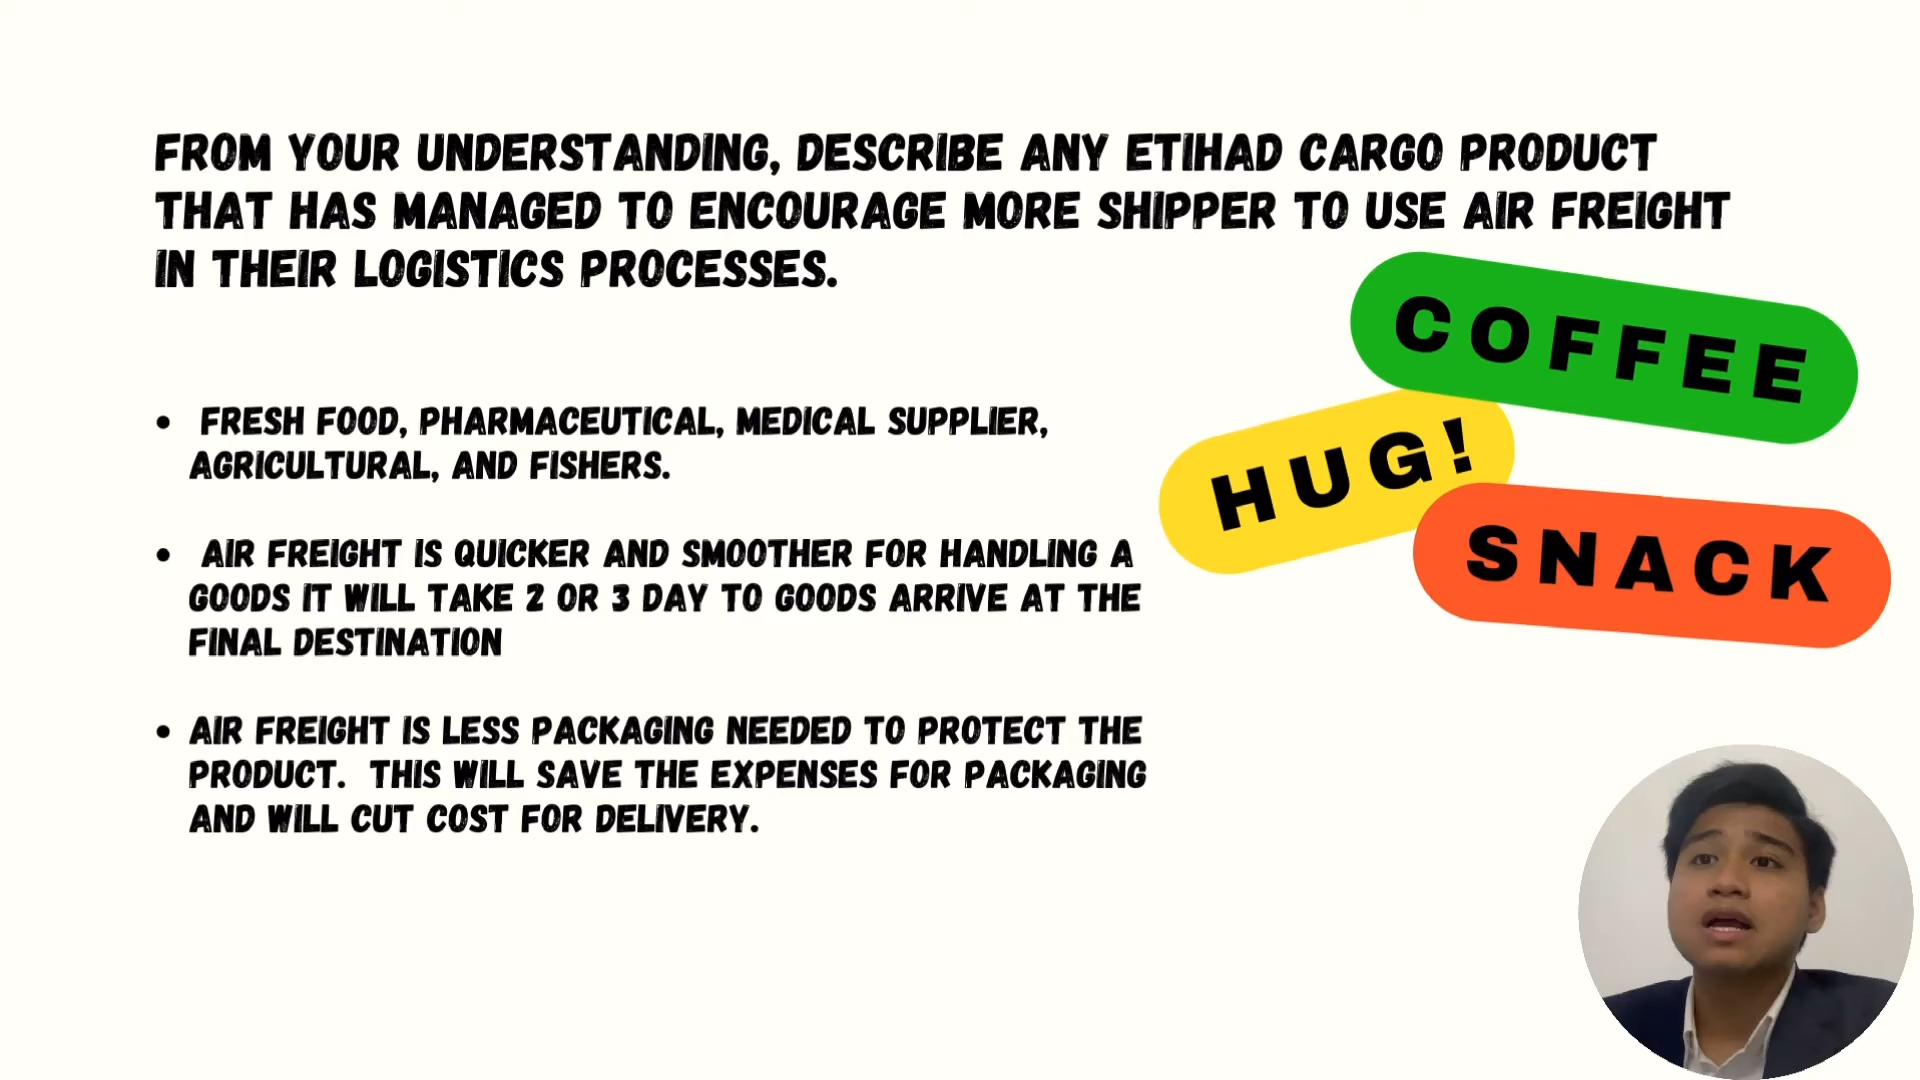 FROM YOUR UNDERSTANDING, DESCRIBE ANY ETIHAD CARGO PRODUCT
THAT HAS MANAGED TO ENCOURAGE MORE SHIPPER TO USE AIR FREIGHT
IN THEIR LOGISTICS PROCESSES.
COFFEE
HUG!
SNACK
• FRESH FOOD, PHARMACEUTICAL, MEDICAL SUPPLIER,
AGRICULTURAL, AND FISHERS.
• AIR FREIGHT IS QUICKER AND SMOOTHER FOR HANDLING A
GOODS IT WILL TAKE 2 OR 3 DAY TO GOODS ARRIVE AT THE
FINAL DESTINATION
• AIR FREIGHT IS LESS PACKAGING NEEDED TO PROTECT THE
PRODUCT. THIS WILL SAVE THE EXPENSES FOR PACKAGING
AND WILL CUT COST FOR DELIVERY.